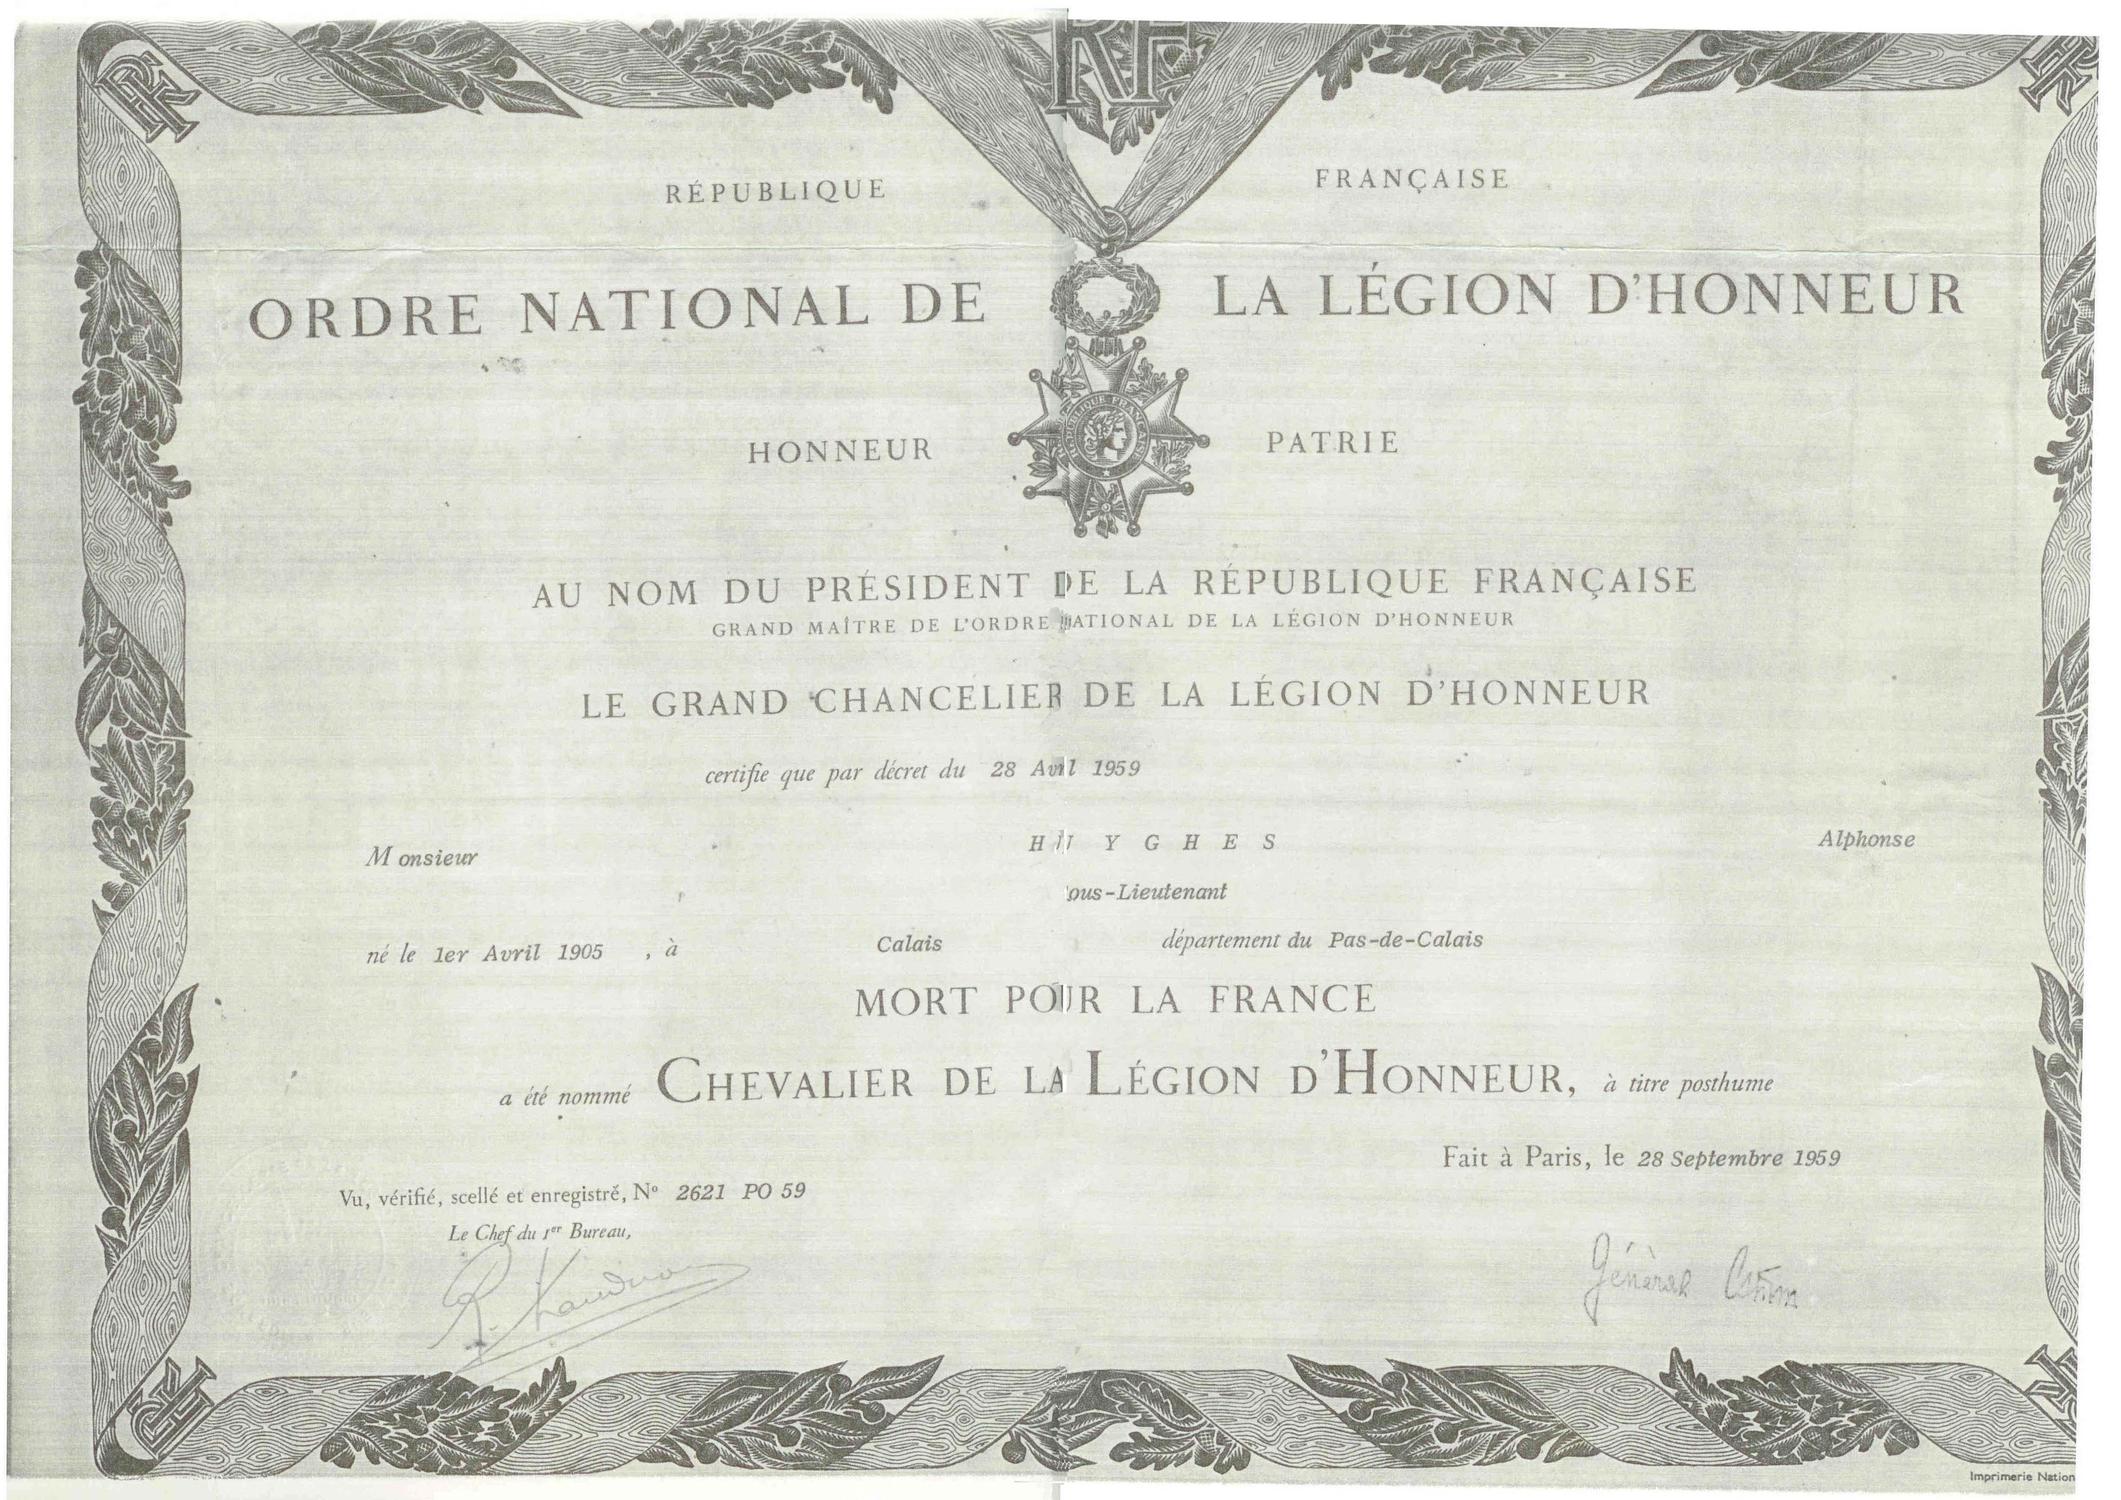 RF
RÉPUBLIQUE FRANÇAISE
ORDRE NATIONAL DE LA LÉGION D'HONNEUR
HONNEUR PATRIE
AU NOM DU PRÉSIDENT DE LA RÉPUBLIQUE FRANÇAISE
GRAND MAÎTRE DE L'ORDRE NATIONAL DE LA LÉGION D'HONNEUR
LE GRAND CHANCELIER DE LA LÉGION D'HONNEUR
certifie que par décret du 28 Avril 1959
Monsieur HUYGHES Alphonse
Sous-Lieutenant
né le 1er Avril 1905 , à Calais département du Pas-de-Calais
MORT POUR LA FRANCE
a été nommé CHEVALIER DE LA LÉGION D'HONNEUR, à titre posthume
Fait à Paris, le 28 Septembre 1959
Vu, vérifié, scellé et enregistré, N° 2621 PO 59
Le Chef du 1er Bureau,
Général
Imprimerie Nation